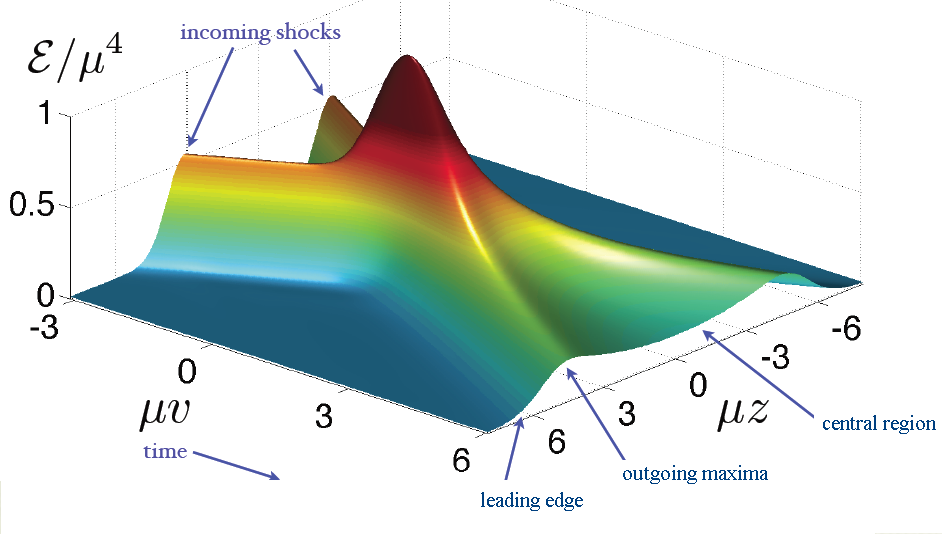 incoming shocks
ℰ/μ⁴
1
0.5
0
-3
0
3
6
μv
time
-6
-3
0
3
6
μz
central region
outgoing maxima
leading edge